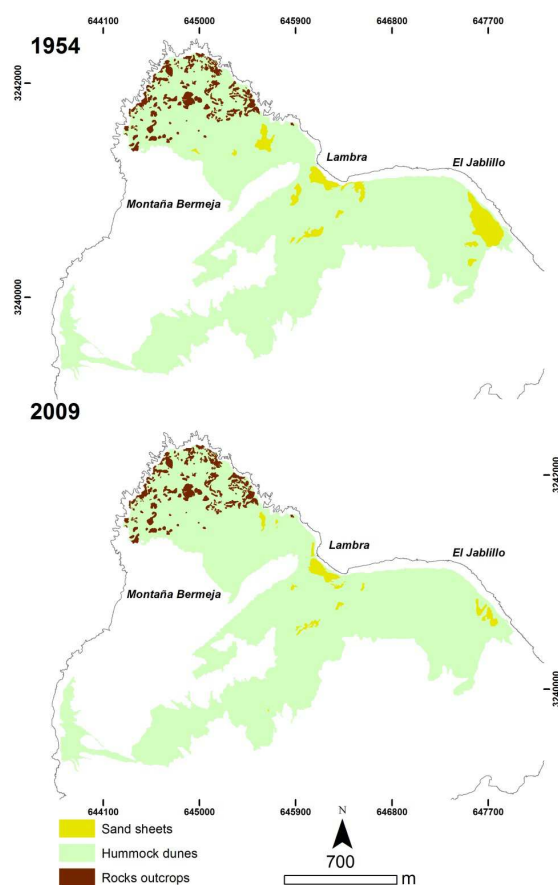 644100 645000 645900 646800 647700
1954
3242000
Lambra
El Jablillo
Montaña Bermeja
3240000
2009
3242000
Lambra
El Jablillo
Montaña Bermeja
3240000
644100 645000 645900 646800 647700
N
Sand sheets
Hummock dunes
700
Rocks outcrops
m